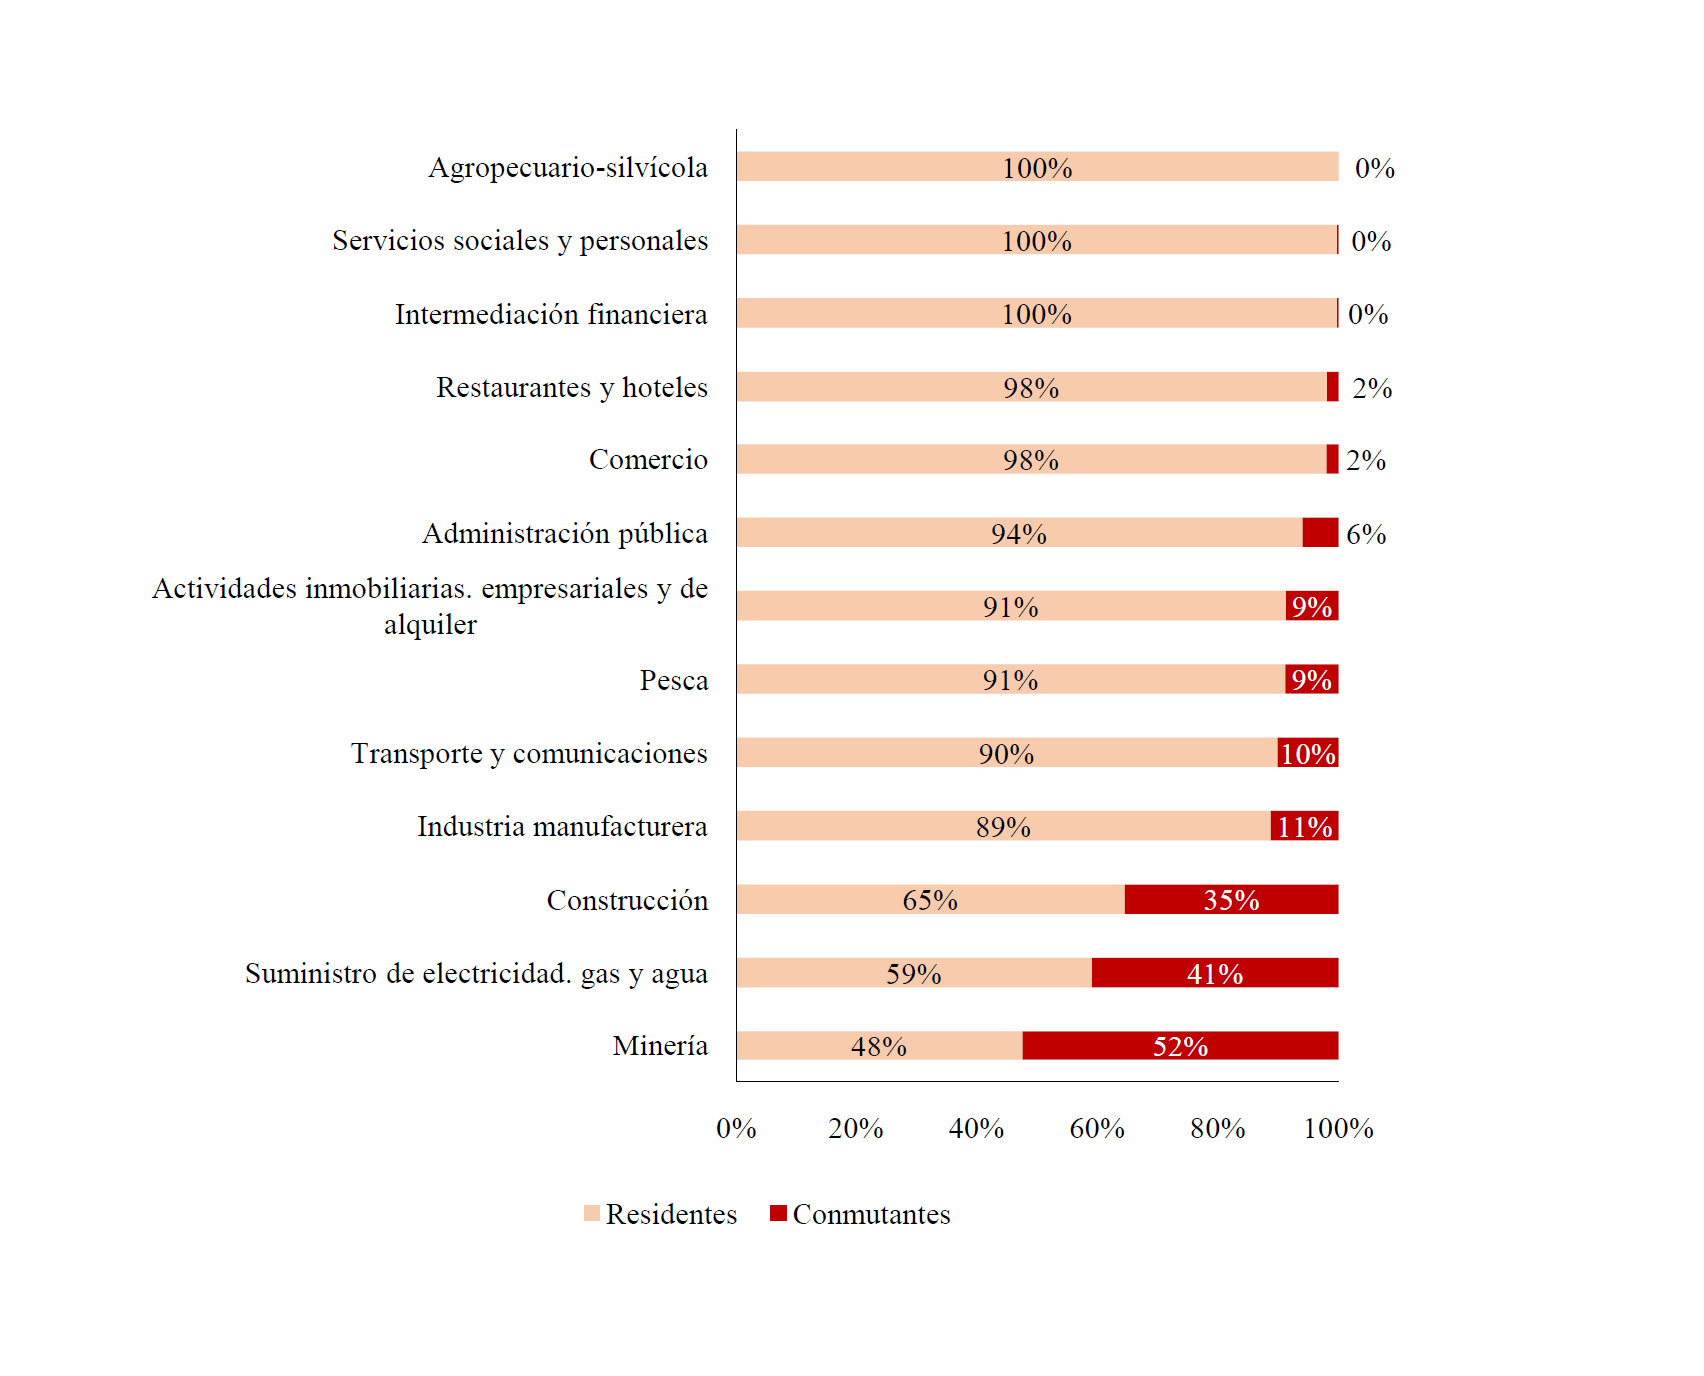 Agropecuario-silvícola 100% 0%
Servicios sociales y personales 100% 0%
Intermediación financiera 100% 0%
Restaurantes y hoteles 98% 2%
Comercio 98% 2%
Administración pública 94% 6%
Actividades inmobiliarias. empresariales y de
alquiler 91% 9%
Pesca 91% 9%
Transporte y comunicaciones 90% 10%
Industria manufacturera 89% 11%
Construcción 65% 35%
Suministro de electricidad. gas y agua 59% 41%
Minería 48% 52%
0% 20% 40% 60% 80% 100%
Residentes Conmutantes